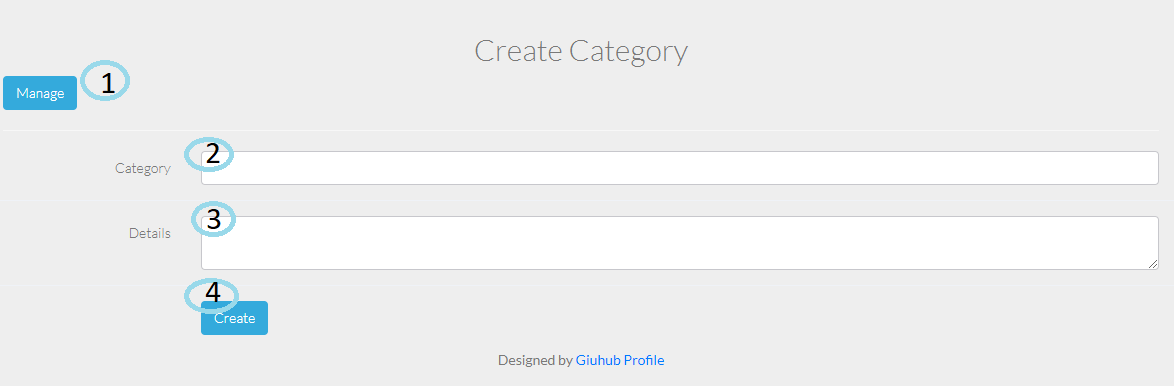 Create Category
1
Manage
2
Category
3
Details
4
Create
Designed by Giuhub Profile